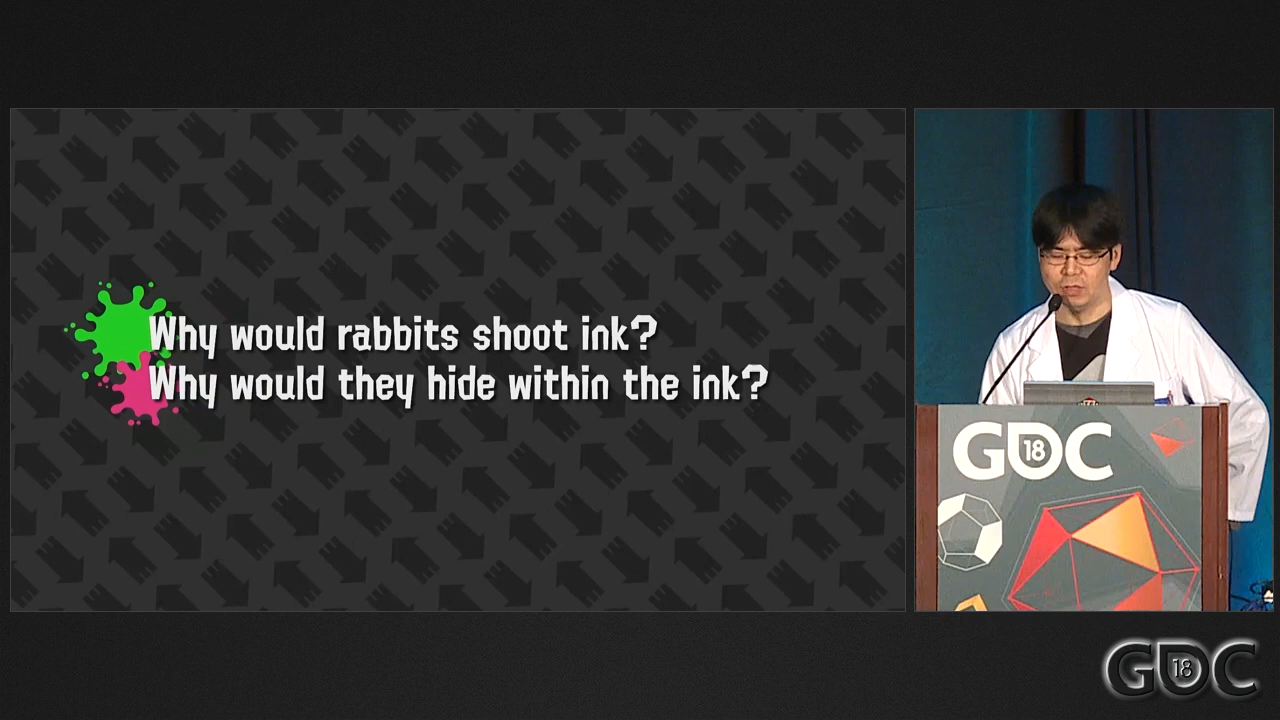 Why would rabbits shoot ink?
Why would they hide within the ink?
GDC
18
GDC
18